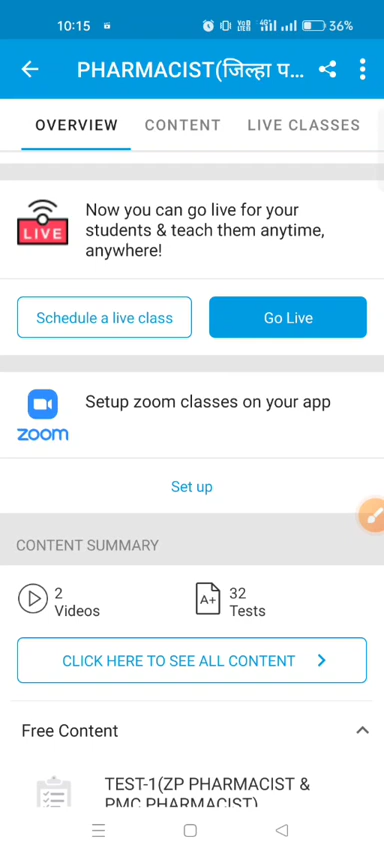 10:15
36%
PHARMACIST(जिल्हा प...
OVERVIEW CONTENT LIVE CLASSES
LIVE
Now you can go live for your
students & teach them anytime,
anywhere!
Schedule a live class
Go Live
zoom
Setup zoom classes on your app
Set up
CONTENT SUMMARY
2
Videos
A+
32
Tests
CLICK HERE TO SEE ALL CONTENT
Free Content
TEST-1(ZP PHARMACIST &
PMC PHARMACIST)